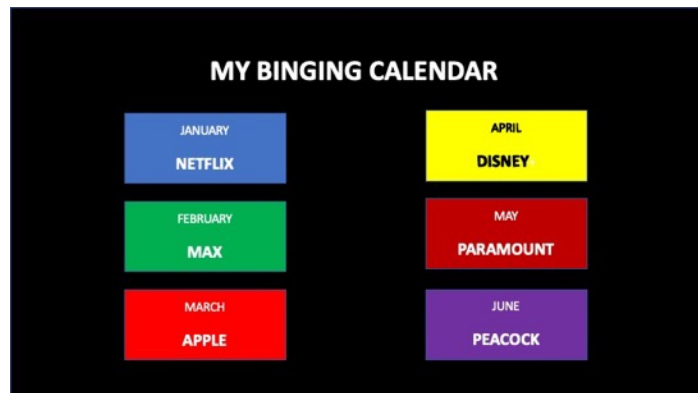 MY BINGING CALENDAR
JANUARY
NETFLIX
FEBRUARY
MAX
MARCH
APPLE
APRIL
DISNEY
MAY
PARAMOUNT
JUNE
PEACOCK